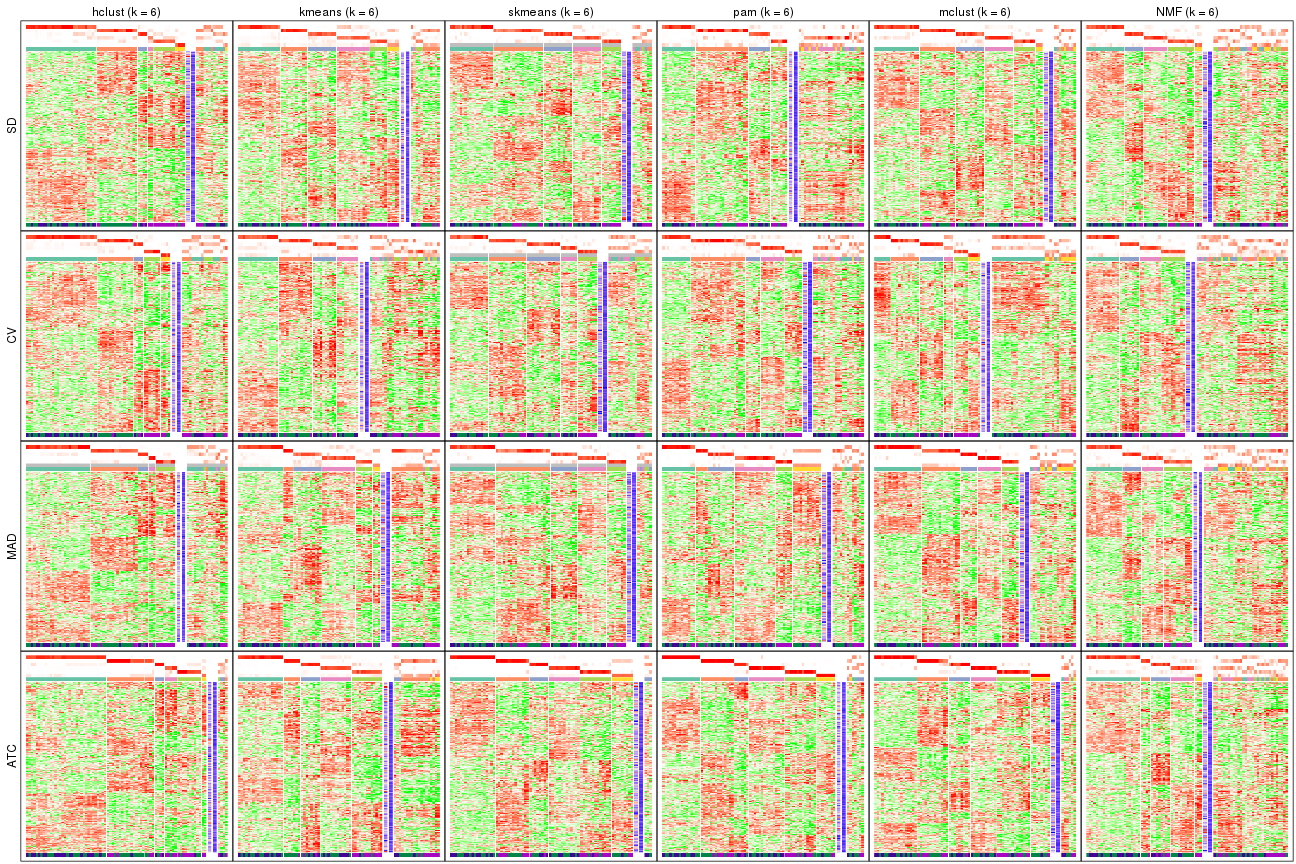 hclust (k = 6) kmeans (k = 6) skmeans (k = 6) pam (k = 6) mclust (k = 6) NMF (k = 6)
SD
CV
MAD
ATC